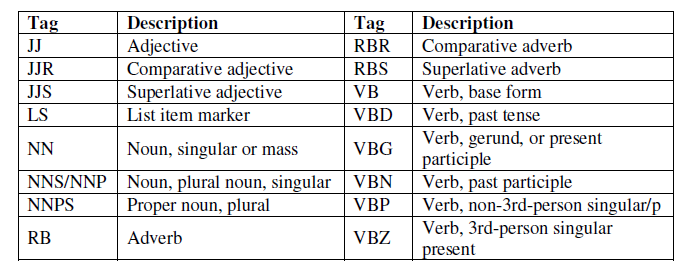 Tag Description Tag Description
JJ Adjective RBR Comparative adverb
JJR Comparative adjective RBS Superlative adverb
JJS Superlative adjective VB Verb, base form
LS List item marker VBD Verb, past tense
NN Noun, singular or mass VBG Verb, gerund, or present
participle
NNS/NNP Noun, plural noun, singular VBN Verb, past participle
NNPS Proper noun, plural VBP Verb, non-3rd-person singular/p
RB Adverb VBZ Verb, 3rd-person singular
present